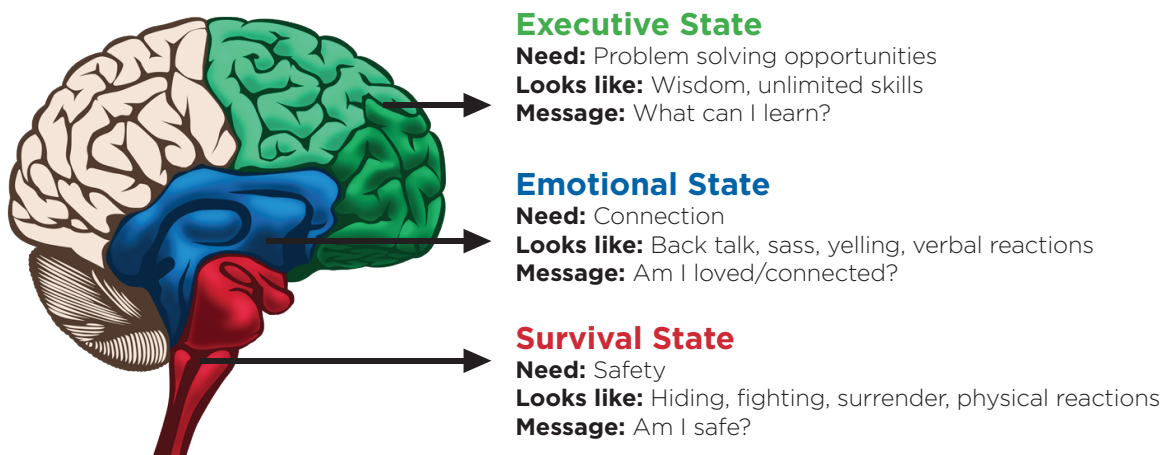 Executive State
Need: Problem solving opportunities
Looks like: Wisdom, unlimited skills
Message: What can I learn?
Emotional State
Need: Connection
Looks like: Back talk, sass, yelling, verbal reactions
Message: Am I loved/connected?
Survival State
Need: Safety
Looks like: Hiding, fighting, surrender, physical reactions
Message: Am I safe?